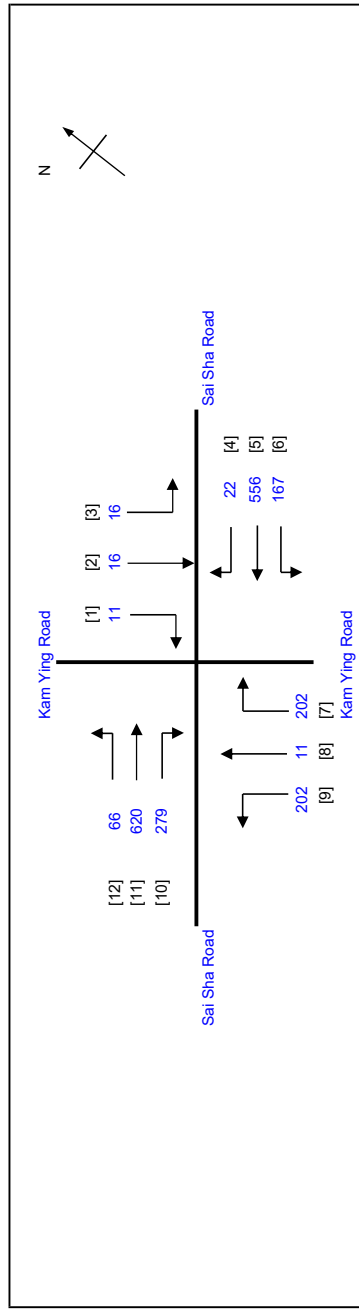 N
Kam Ying Road
[1] [2] [3]
11 16 16
Sai Sha Road
Sai Sha Road
[12] 66
[11] 620
[10] 279
22 [4]
556 [5]
167 [6]
202 11 202
[9] [8] [7]
Kam Ying Road